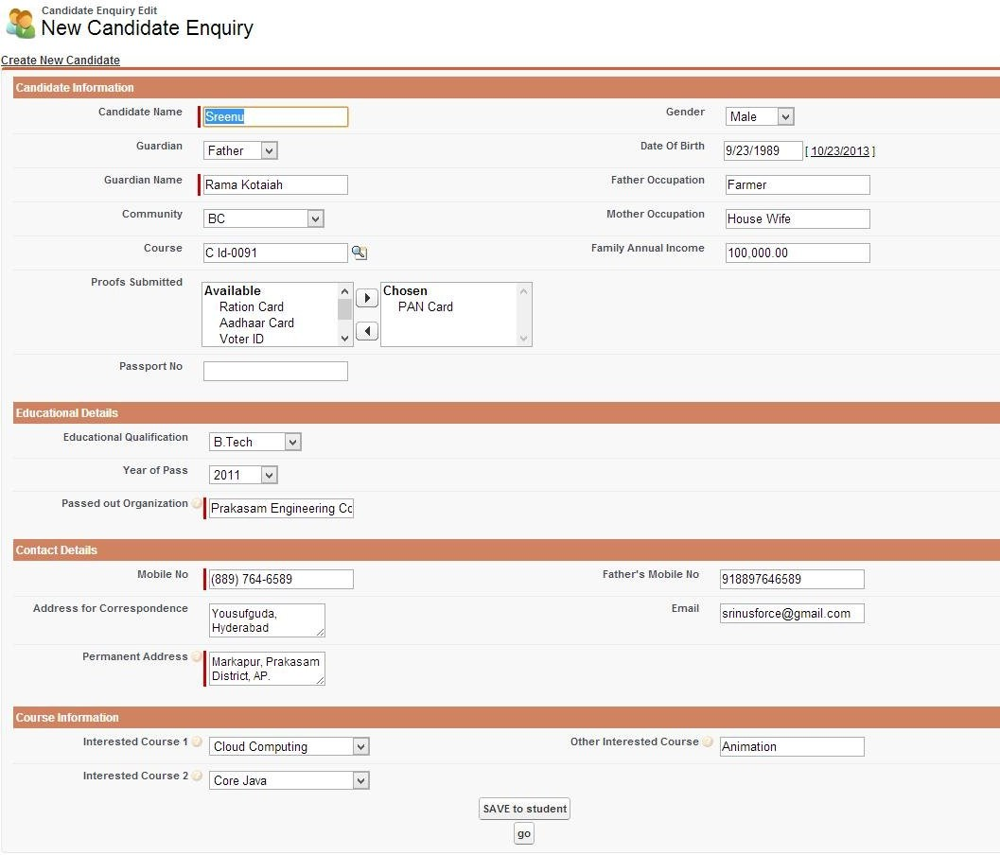 Candidate Enquiry Edit
New Candidate Enquiry
Create New Candidate
Candidate Information
Candidate Name Sreenu Gender Male
Guardian Father Date Of Birth 9/23/1989 [ 10/23/2013 ]
Guardian Name Rama Kotaiah Father Occupation Farmer
Community BC Mother Occupation House Wife
Course C Id-0091 Family Annual Income 100,000.00
Proofs Submitted Available Chosen
Ration Card PAN Card
Aadhaar Card
Voter ID
Passport No
Educational Details
Educational Qualification B.Tech
Year of Pass 2011
Passed out Organization Prakasam Engineering Cc
Contact Details
Mobile No (889) 764-6589 Father's Mobile No 918897646589
Address for Correspondence Yousufguda, Email srinusforce@gmail.com
Hyderabad
Permanent Address Markapur, Prakasam
District, AP.
Course Information
Interested Course 1 Cloud Computing Other Interested Course Animation
Interested Course 2 Core Java
SAVE to student
go